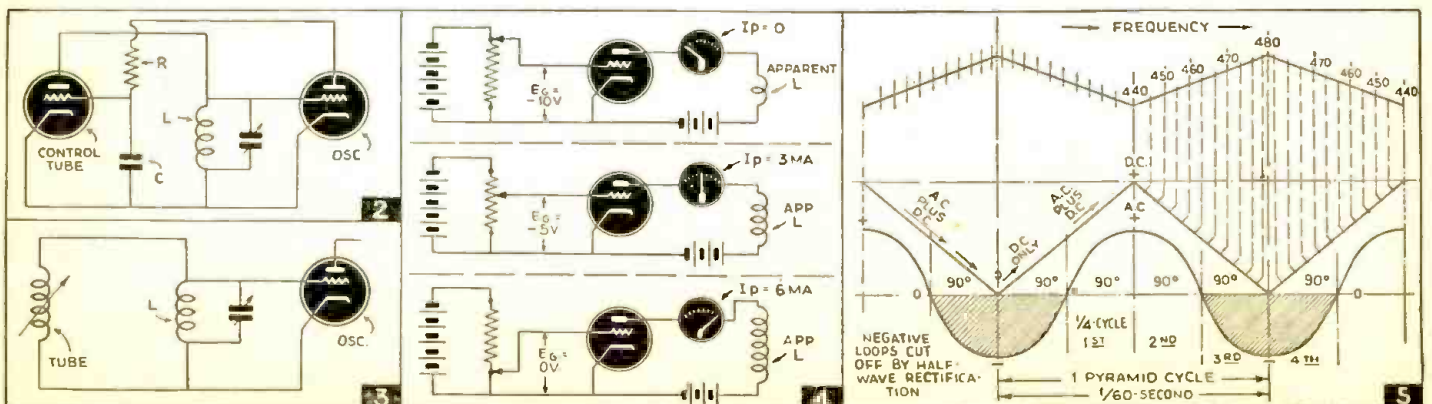 R
L
CONTROL
TUBE
C
OSC
2
TUBE
L
OSC.
3
Ip = 0
EG =
-10V
APPARENT
L
Ip = 3MA
EG =
-5V
APP
L
Ip = 6MA
EG =
0V
APP
L
4
FREQUENCY
440 450 460 470 480 470 460 450 440
D.C.
+
A.C.
PLUS
D.C.
A.C.
PLUS
D.C.
D.C.
ONLY
A.C.
+
+
0 90° 90° 90° 90° 90° 90° 0
1/4-CYCLE
1ST 2ND 3RD 4TH
NEGATIVE
LOOPS CUT
OFF BY HALF-
WAVE RECTIFICA-
TION
- -
1 PYRAMID CYCLE
1/60-SECOND
5